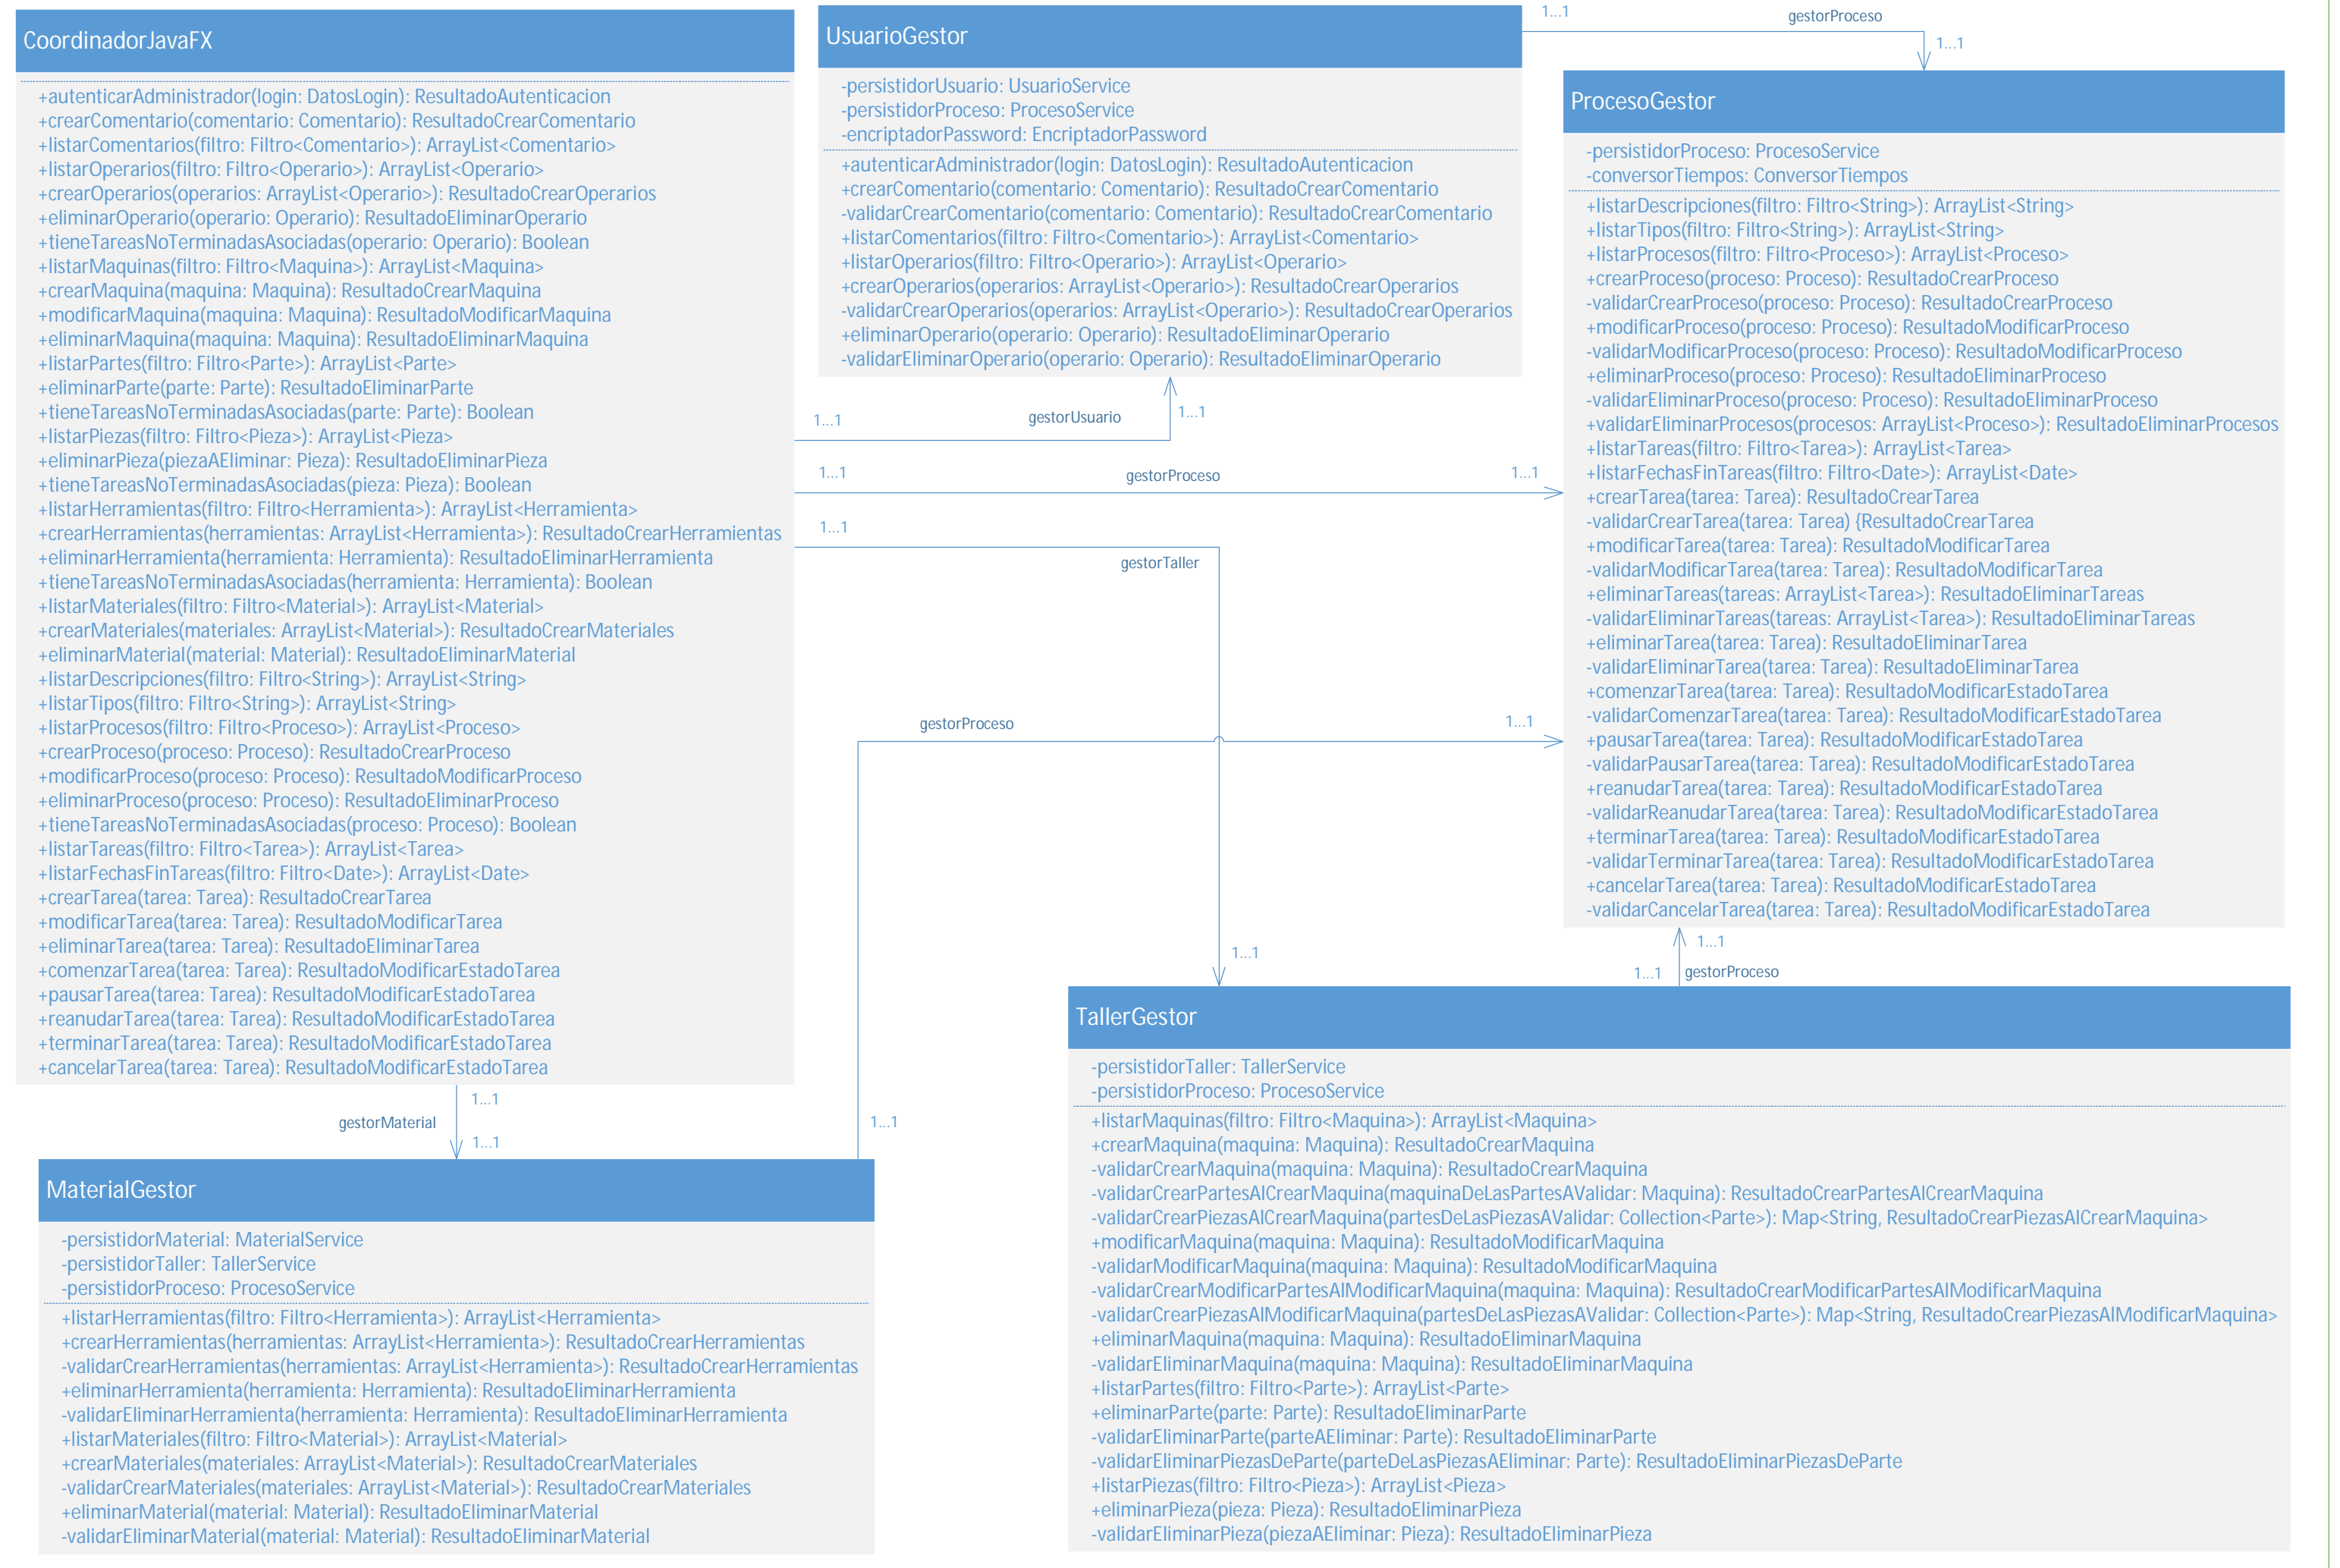 CoordinadorJavaFX
+autenticarAdministrador(login: DatosLogin): ResultadoAutenticacion
+crearComentario(comentario: Comentario): ResultadoCrearComentario
+listarComentarios(filtro: Filtro<Comentario>): ArrayList<Comentario>
+listarOperarios(filtro: Filtro<Operario>): ArrayList<Operario>
+crearOperarios(operarios: ArrayList<Operario>): ResultadoCrearOperarios
+eliminarOperario(operario: Operario): ResultadoEliminarOperario
+tieneTareasNoTerminadasAsociadas(operario: Operario): Boolean
+listarMaquinas(filtro: Filtro<Maquina>): ArrayList<Maquina>
+crearMaquina(maquina: Maquina): ResultadoCrearMaquina
+modificarMaquina(maquina: Maquina): ResultadoModificarMaquina
+eliminarMaquina(maquina: Maquina): ResultadoEliminarMaquina
+listarPartes(filtro: Filtro<Parte>): ArrayList<Parte>
+eliminarParte(parte: Parte): ResultadoEliminarParte
+tieneTareasNoTerminadasAsociadas(parte: Parte): Boolean
+listarPiezas(filtro: Filtro<Pieza>): ArrayList<Pieza>
+eliminarPieza(piezaAEliminar: Pieza): ResultadoEliminarPieza
+tieneTareasNoTerminadasAsociadas(pieza: Pieza): Boolean
+listarHerramientas(filtro: Filtro<Herramienta>): ArrayList<Herramienta>
+crearHerramientas(herramientas: ArrayList<Herramienta>): ResultadoCrearHerramientas
+eliminarHerramienta(herramienta: Herramienta): ResultadoEliminarHerramienta
+tieneTareasNoTerminadasAsociadas(herramienta: Herramienta): Boolean
+listarMateriales(filtro: Filtro<Material>): ArrayList<Material>
+crearMateriales(materiales: ArrayList<Material>): ResultadoCrearMateriales
+eliminarMaterial(material: Material): ResultadoEliminarMaterial
+listarDescripciones(filtro: Filtro<String>): ArrayList<String>
+listarTipos(filtro: Filtro<String>): ArrayList<String>
+listarProcesos(filtro: Filtro<Proceso>): ArrayList<Proceso>
+crearProceso(proceso: Proceso): ResultadoCrearProceso
+modificarProceso(proceso: Proceso): ResultadoModificarProceso
+eliminarProceso(proceso: Proceso): ResultadoEliminarProceso
+tieneTareasNoTerminadasAsociadas(proceso: Proceso): Boolean
+listarTareas(filtro: Filtro<Tarea>): ArrayList<Tarea>
+listarFechasFinTareas(filtro: Filtro<Date>): ArrayList<Date>
+crearTarea(tarea: Tarea): ResultadoCrearTarea
+modificarTarea(tarea: Tarea): ResultadoModificarTarea
+eliminarTarea(tarea: Tarea): ResultadoEliminarTarea
+comenzarTarea(tarea: Tarea): ResultadoModificarEstadoTarea
+pausarTarea(tarea: Tarea): ResultadoModificarEstadoTarea
+reanudarTarea(tarea: Tarea): ResultadoModificarEstadoTarea
+terminarTarea(tarea: Tarea): ResultadoModificarEstadoTarea
+cancelarTarea(tarea: Tarea): ResultadoModificarEstadoTarea
UsuarioGestor
-persistidorUsuario: UsuarioService
-persistidorProceso: ProcesoService
-encriptadorPassword: EncriptadorPassword
+autenticarAdministrador(login: DatosLogin): ResultadoAutenticacion
+crearComentario(comentario: Comentario): ResultadoCrearComentario
-validarCrearComentario(comentario: Comentario): ResultadoCrearComentario
+listarComentarios(filtro: Filtro<Comentario>): ArrayList<Comentario>
+listarOperarios(filtro: Filtro<Operario>): ArrayList<Operario>
+crearOperarios(operarios: ArrayList<Operario>): ResultadoCrearOperarios
-validarCrearOperarios(operarios: ArrayList<Operario>): ResultadoCrearOperarios
+eliminarOperario(operario: Operario): ResultadoEliminarOperario
-validarEliminarOperario(operario: Operario): ResultadoEliminarOperario
1...1
gestorProceso
1...1
ProcesoGestor
-persistidorProceso: ProcesoService
-conversorTiempos: ConversorTiempos
+listarDescripciones(filtro: Filtro<String>): ArrayList<String>
+listarTipos(filtro: Filtro<String>): ArrayList<String>
+listarProcesos(filtro: Filtro<Proceso>): ArrayList<Proceso>
+crearProceso(proceso: Proceso): ResultadoCrearProceso
-validarCrearProceso(proceso: Proceso): ResultadoCrearProceso
+modificarProceso(proceso: Proceso): ResultadoModificarProceso
-validarModificarProceso(proceso: Proceso): ResultadoModificarProceso
+eliminarProceso(proceso: Proceso): ResultadoEliminarProceso
-validarEliminarProceso(proceso: Proceso): ResultadoEliminarProceso
+validarEliminarProcesos(procesos: ArrayList<Proceso>): ResultadoEliminarProcesos
+listarTareas(filtro: Filtro<Tarea>): ArrayList<Tarea>
+listarFechasFinTareas(filtro: Filtro<Date>): ArrayList<Date>
+crearTarea(tarea: Tarea): ResultadoCrearTarea
-validarCrearTarea(tarea: Tarea) {ResultadoCrearTarea
+modificarTarea(tarea: Tarea): ResultadoModificarTarea
-validarModificarTarea(tarea: Tarea): ResultadoModificarTarea
+eliminarTareas(tareas: ArrayList<Tarea>): ResultadoEliminarTareas
-validarEliminarTareas(tareas: ArrayList<Tarea>): ResultadoEliminarTareas
+eliminarTarea(tarea: Tarea): ResultadoEliminarTarea
-validarEliminarTarea(tarea: Tarea): ResultadoEliminarTarea
+comenzarTarea(tarea: Tarea): ResultadoModificarEstadoTarea
-validarComenzarTarea(tarea: Tarea): ResultadoModificarEstadoTarea
+pausarTarea(tarea: Tarea): ResultadoModificarEstadoTarea
-validarPausarTarea(tarea: Tarea): ResultadoModificarEstadoTarea
+reanudarTarea(tarea: Tarea): ResultadoModificarEstadoTarea
-validarReanudarTarea(tarea: Tarea): ResultadoModificarEstadoTarea
+terminarTarea(tarea: Tarea): ResultadoModificarEstadoTarea
-validarTerminarTarea(tarea: Tarea): ResultadoModificarEstadoTarea
+cancelarTarea(tarea: Tarea): ResultadoModificarEstadoTarea
-validarCancelarTarea(tarea: Tarea): ResultadoModificarEstadoTarea
1...1
gestorUsuario
1...1
1...1
gestorProceso
1...1
1...1
gestorTaller
1...1
gestorProceso
1...1
1...1
1...1
1...1
gestorProceso
1...1
gestorMaterial
1...1
MaterialGestor
-persistidorMaterial: MaterialService
-persistidorTaller: TallerService
-persistidorProceso: ProcesoService
+listarHerramientas(filtro: Filtro<Herramienta>): ArrayList<Herramienta>
+crearHerramientas(herramientas: ArrayList<Herramienta>): ResultadoCrearHerramientas
-validarCrearHerramientas(herramientas: ArrayList<Herramienta>): ResultadoCrearHerramientas
+eliminarHerramienta(herramienta: Herramienta): ResultadoEliminarHerramienta
-validarEliminarHerramienta(herramienta: Herramienta): ResultadoEliminarHerramienta
+listarMateriales(filtro: Filtro<Material>): ArrayList<Material>
+crearMateriales(materiales: ArrayList<Material>): ResultadoCrearMateriales
-validarCrearMateriales(materiales: ArrayList<Material>): ResultadoCrearMateriales
+eliminarMaterial(material: Material): ResultadoEliminarMaterial
-validarEliminarMaterial(material: Material): ResultadoEliminarMaterial
TallerGestor
-persistidorTaller: TallerService
-persistidorProceso: ProcesoService
+listarMaquinas(filtro: Filtro<Maquina>): ArrayList<Maquina>
+crearMaquina(maquina: Maquina): ResultadoCrearMaquina
-validarCrearMaquina(maquina: Maquina): ResultadoCrearMaquina
-validarCrearPartesAlCrearMaquina(maquinaDeLasPartesAValidar: Maquina): ResultadoCrearPartesAlCrearMaquina
-validarCrearPiezasAlCrearMaquina(partesDeLasPiezasAValidar: Collection<Parte>): Map<String, ResultadoCrearPiezasAlCrearMaquina>
+modificarMaquina(maquina: Maquina): ResultadoModificarMaquina
-validarModificarMaquina(maquina: Maquina): ResultadoModificarMaquina
-validarCrearModificarPartesAlModificarMaquina(maquina: Maquina): ResultadoCrearModificarPartesAlModificarMaquina
-validarCrearPiezasAlModificarMaquina(partesDeLasPiezasAValidar: Collection<Parte>): Map<String, ResultadoCrearPiezasAlModificarMaquina>
+eliminarMaquina(maquina: Maquina): ResultadoEliminarMaquina
-validarEliminarMaquina(maquina: Maquina): ResultadoEliminarMaquina
+listarPartes(filtro: Filtro<Parte>): ArrayList<Parte>
+eliminarParte(parte: Parte): ResultadoEliminarParte
-validarEliminarParte(parteAEliminar: Parte): ResultadoEliminarParte
-validarEliminarPiezasDeParte(parteDeLasPiezasAEliminar: Parte): ResultadoEliminarPiezasDeParte
+listarPiezas(filtro: Filtro<Pieza>): ArrayList<Pieza>
+eliminarPieza(pieza: Pieza): ResultadoEliminarPieza
-validarEliminarPieza(piezaAEliminar: Pieza): ResultadoEliminarPieza
1...1